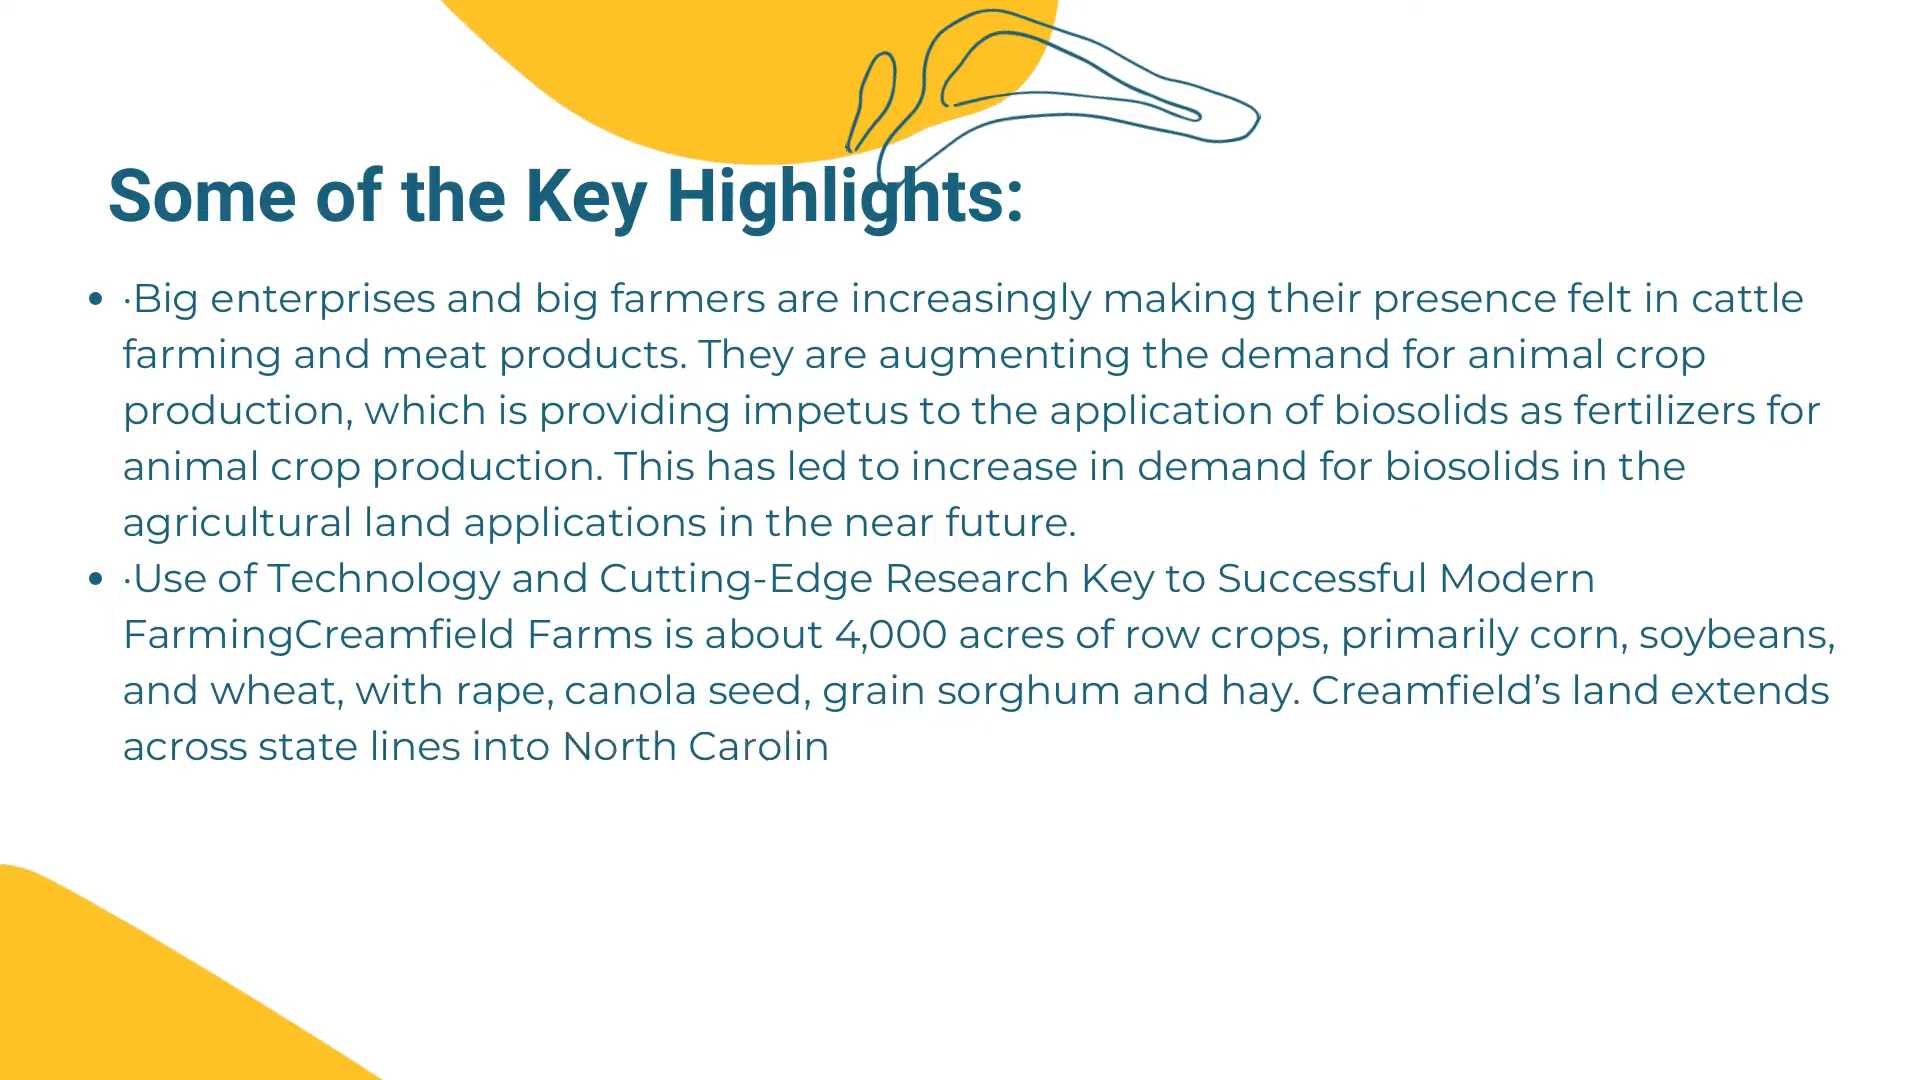 Some of the Key Highlights:
• ·Big enterprises and big farmers are increasingly making their presence felt in cattle
farming and meat products. They are augmenting the demand for animal crop
production, which is providing impetus to the application of biosolids as fertilizers for
animal crop production. This has led to increase in demand for biosolids in the
agricultural land applications in the near future.
• ·Use of Technology and Cutting-Edge Research Key to Successful Modern
FarmingCreamfield Farms is about 4,000 acres of row crops, primarily corn, soybeans,
and wheat, with rape, canola seed, grain sorghum and hay. Creamfield’s land extends
across state lines into North Carolin